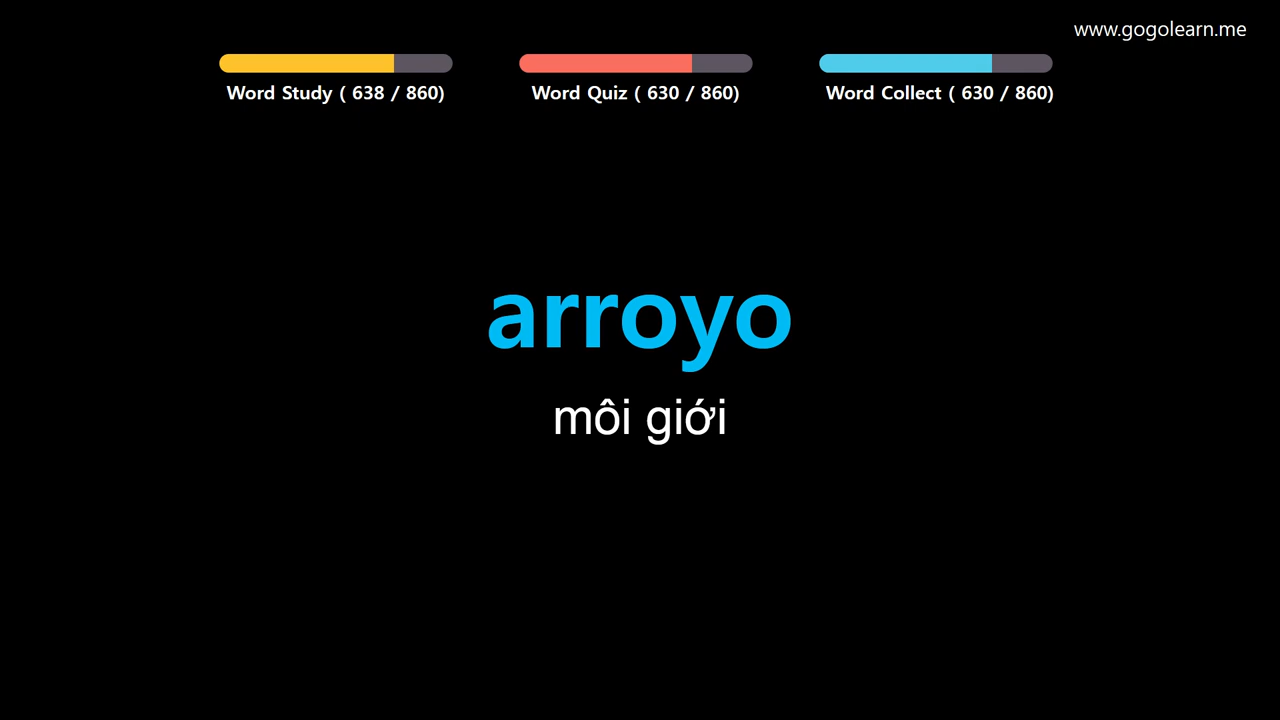 www.gogolearn.me
Word Study ( 638 / 860)
Word Quiz ( 630 / 860)
Word Collect ( 630 / 860)
arroyo
môi giới